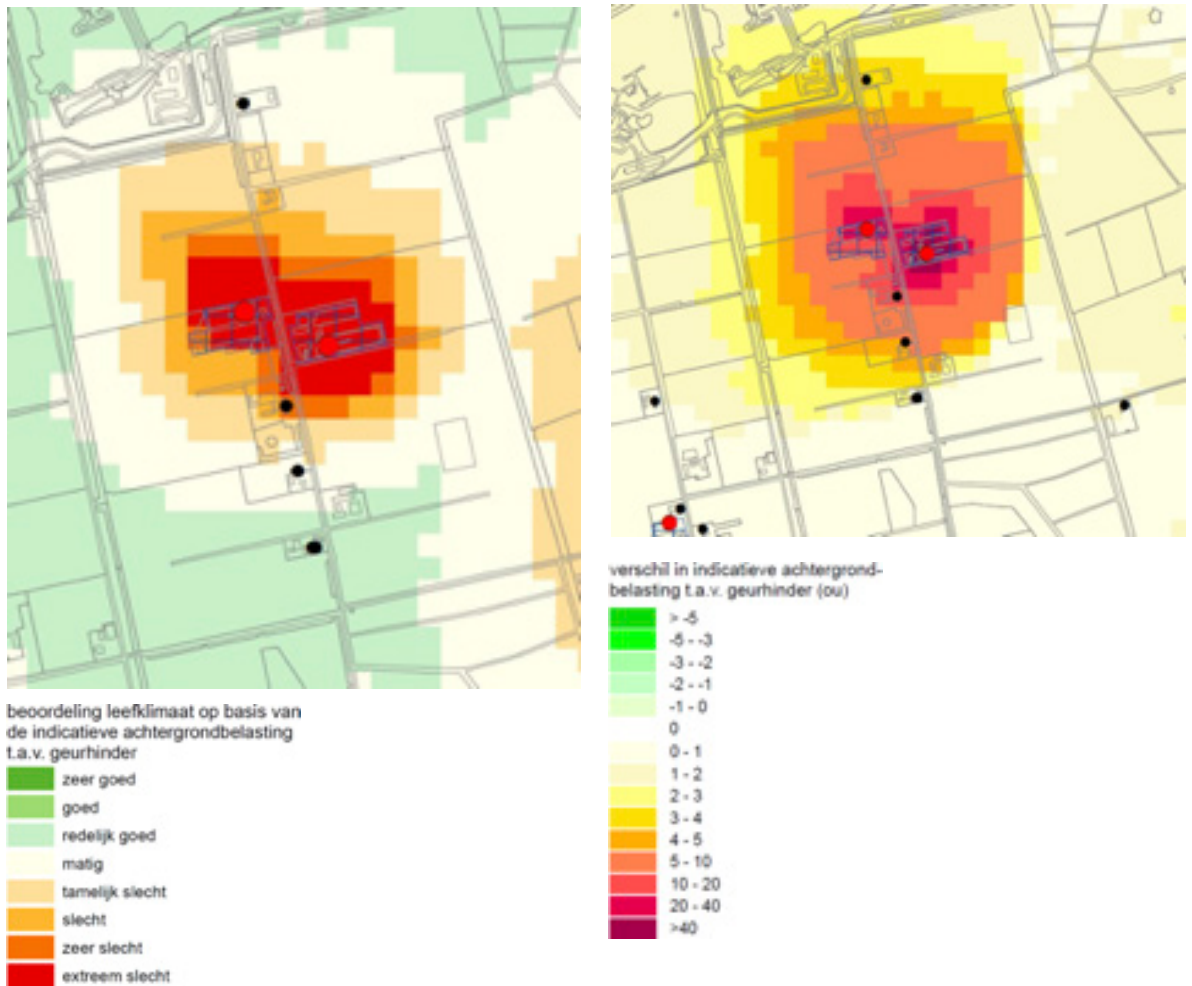 beoordeling leefklimaat op basis van
de indicatieve achtergrondbelasting
t.a.v. geurhinder
zeer goed
goed
redelijk goed
matig
tamelijk slecht
slecht
zeer slecht
extreem slecht
verschil in indicatieve achtergrond-
belasting t.a.v. geurhinder (ou)
> -5
-5 - -3
-3 - -2
-2 - -1
-1 - 0
0
0 - 1
1 - 2
2 - 3
3 - 4
4 - 5
5 - 10
10 - 20
20 - 40
>40